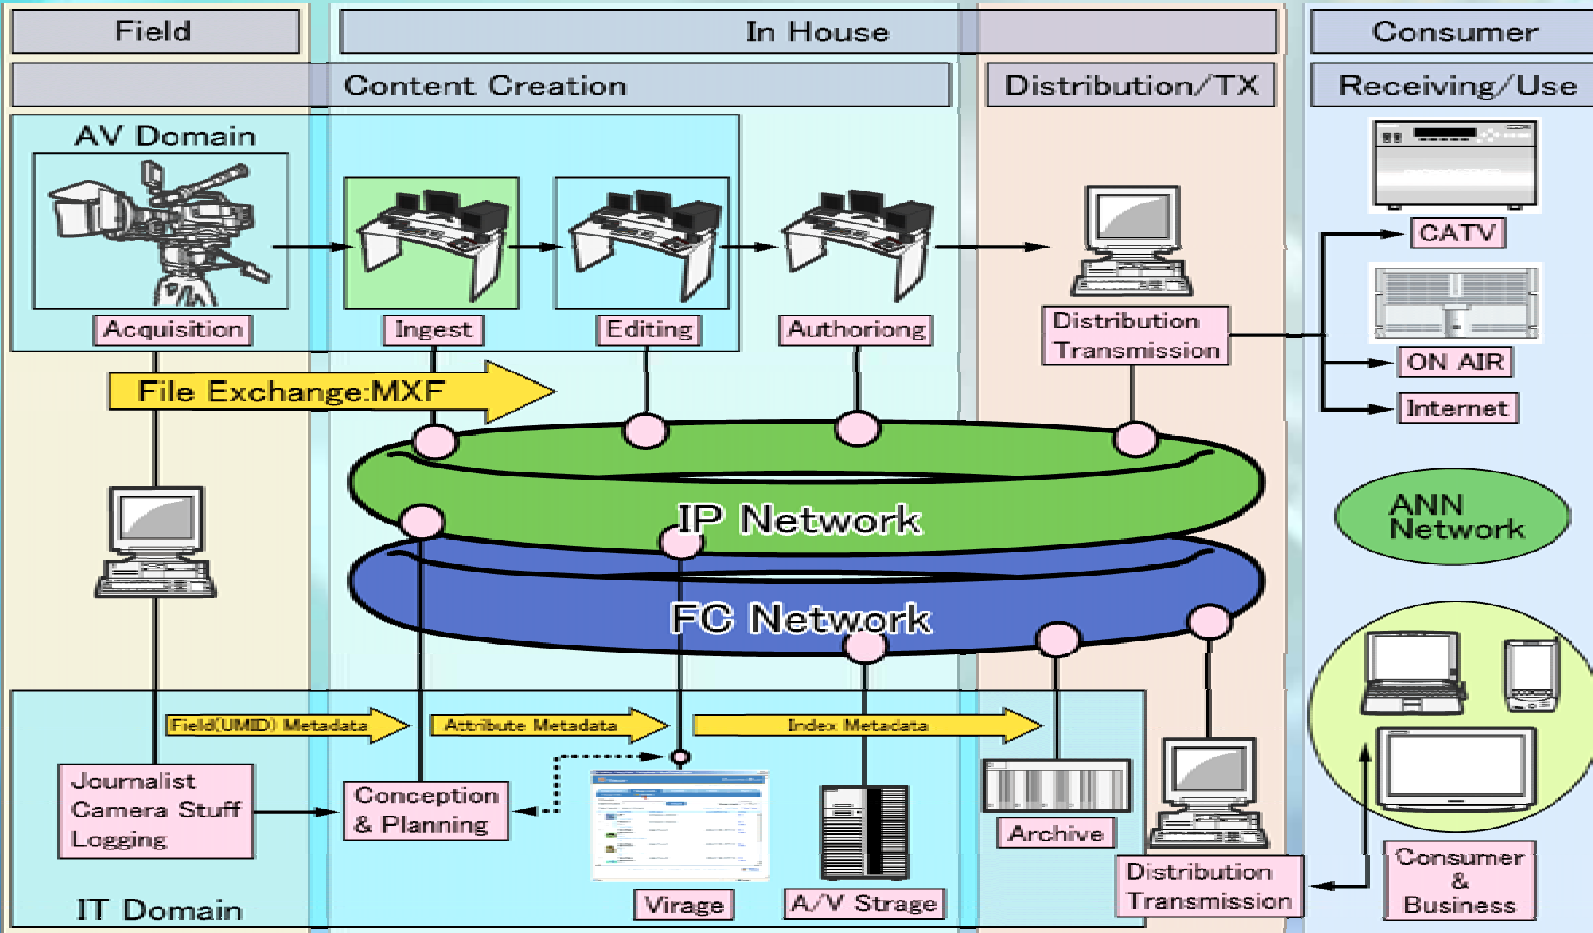 Field
In House
Consumer
Content Creation
Distribution/TX
Receiving/Use
AV Domain
Acquisition
Ingest
Editing
Authoriong
Distribution
Transmission
CATV
ON AIR
Internet
File Exchange:MXF
IP Network
FC Network
ANN
Network
Field(UMID) Metadata
Attribute Metadata
Index Metadata
Journalist
Camera Stuff
Logging
Conception
& Planning
Virage
A/V Strage
Archive
Distribution
Transmission
Consumer
&
Business
IT Domain